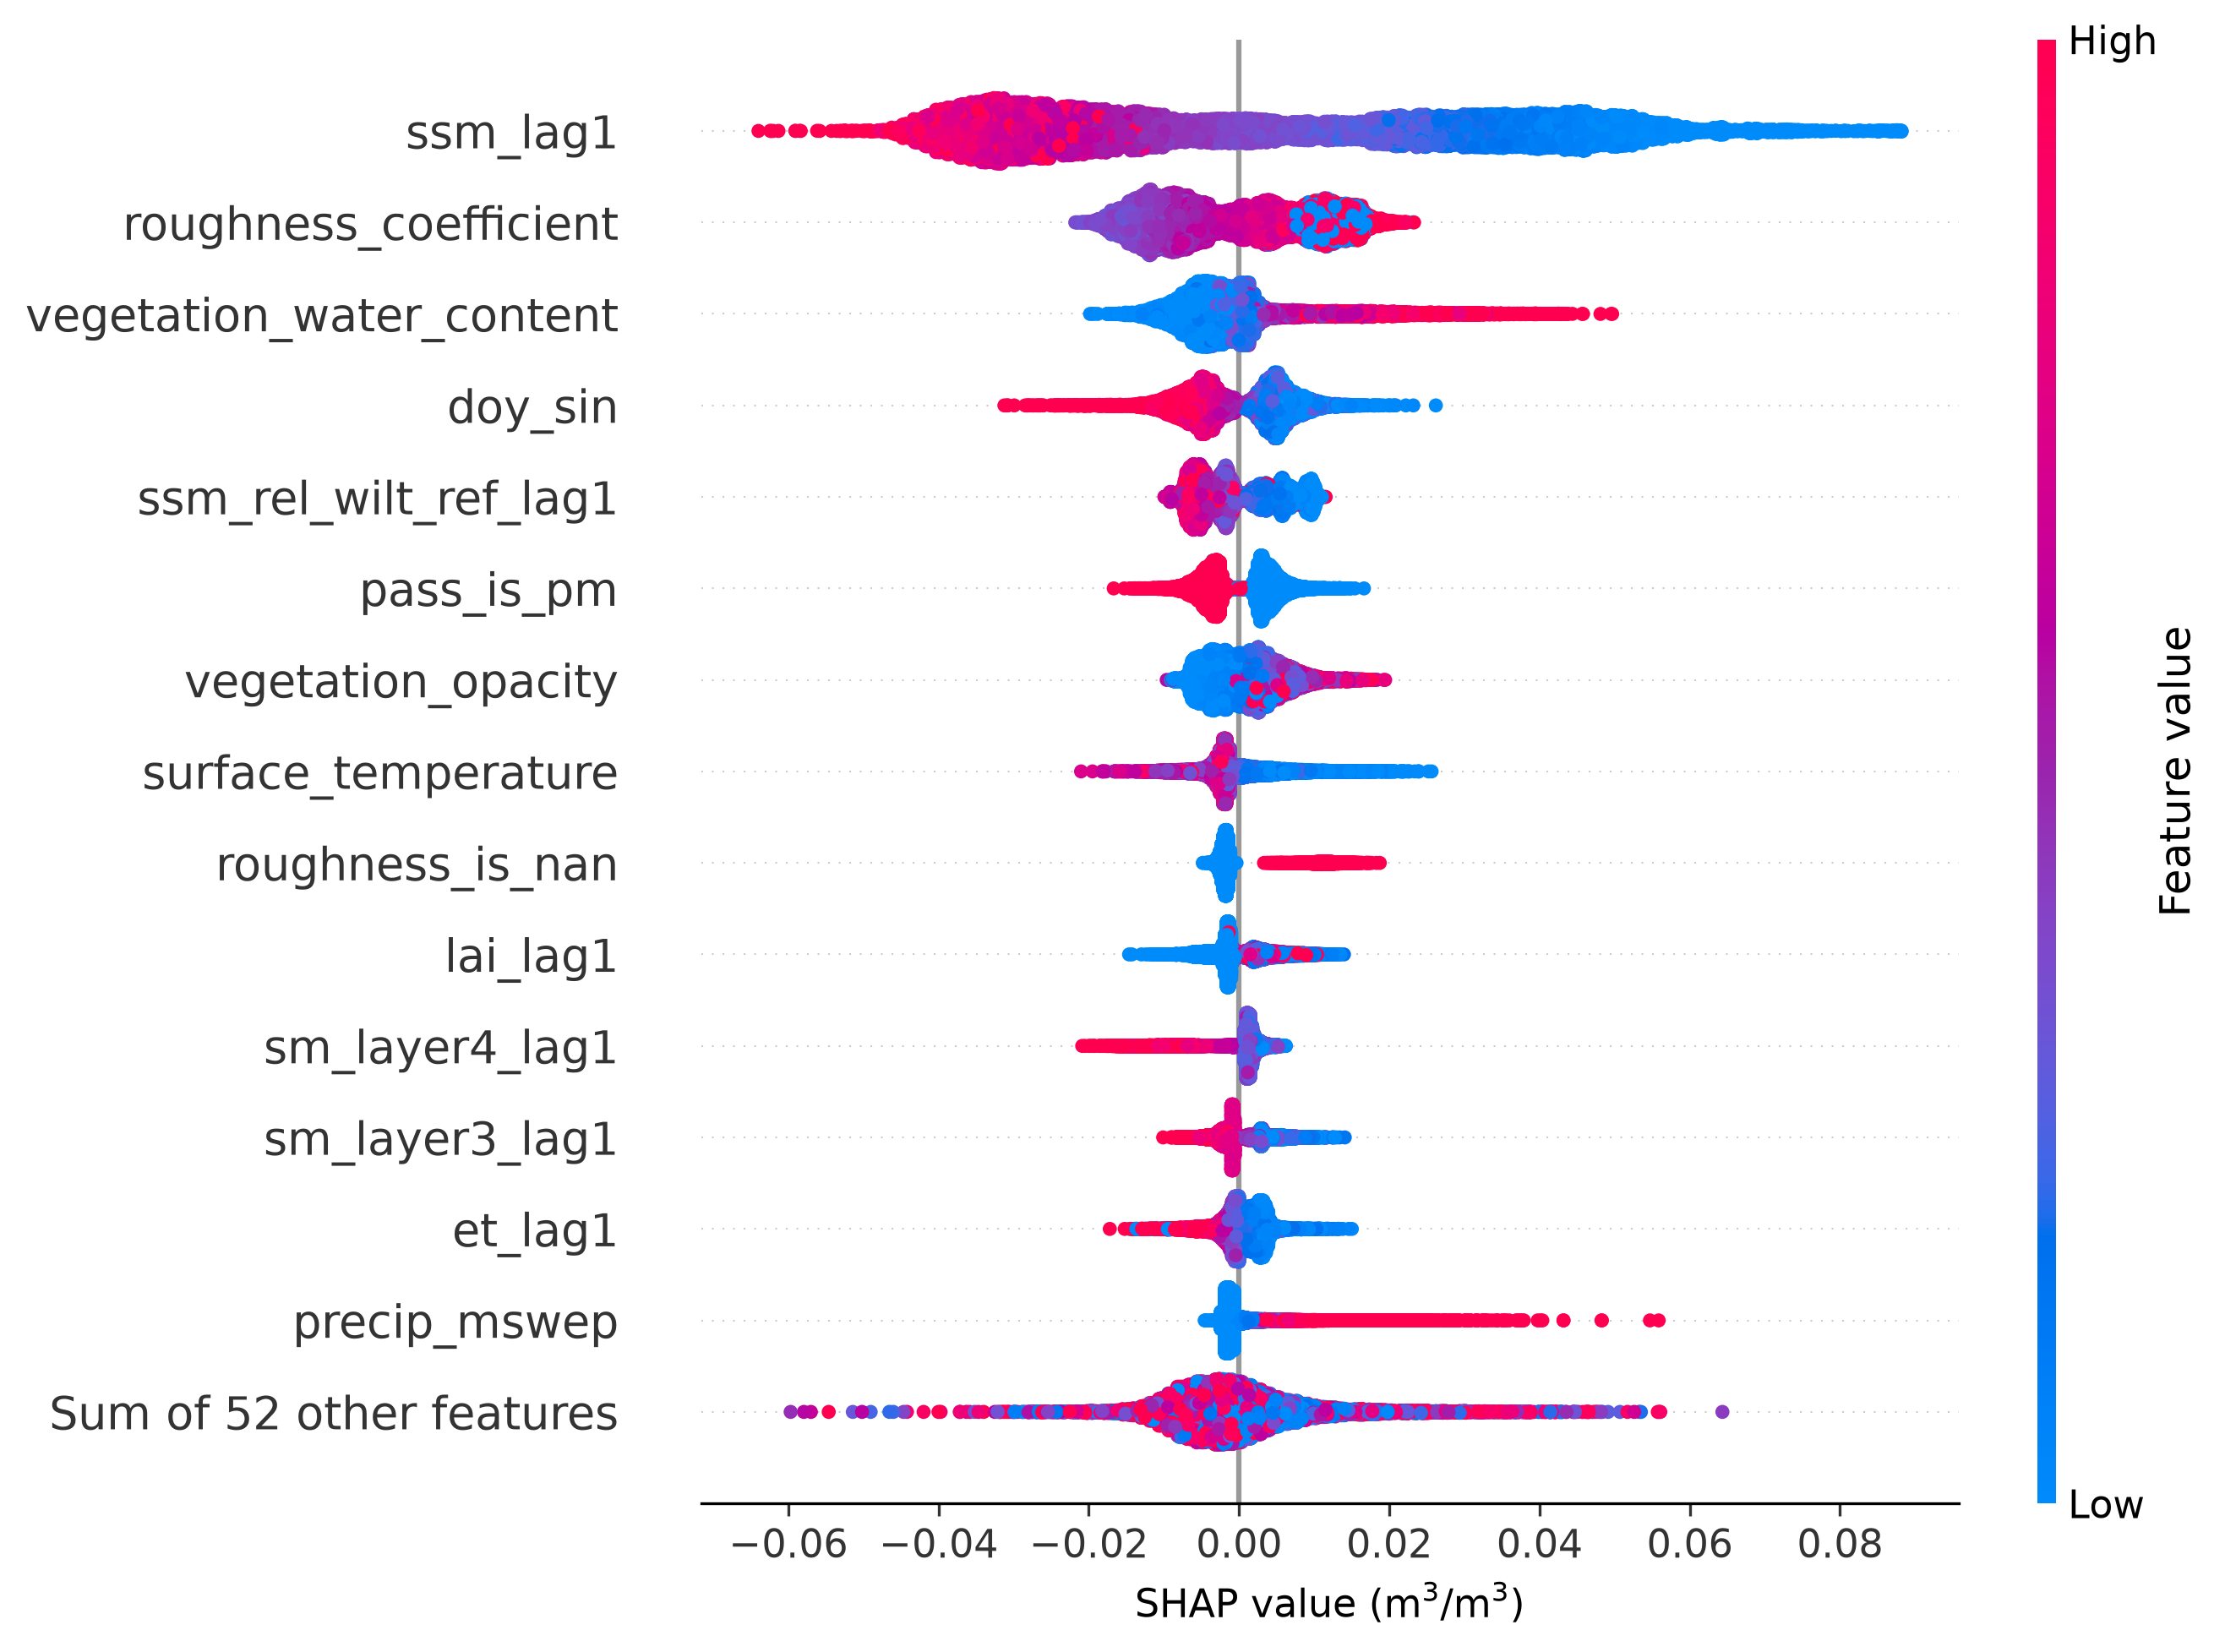 High
ssm_lag1
roughness_coefficient
vegetation_water_content
doy_sin
ssm_rel_wilt_ref_lag1
pass_is_pm
vegetation_opacity
surface_temperature
roughness_is_nan
lai_lag1
sm_layer4_lag1
sm_layer3_lag1
et_lag1
precip_mswep
Sum of 52 other features
Feature value
Low
−0.06 −0.04 −0.02 0.00 0.02 0.04 0.06 0.08
SHAP value (m³/m³)